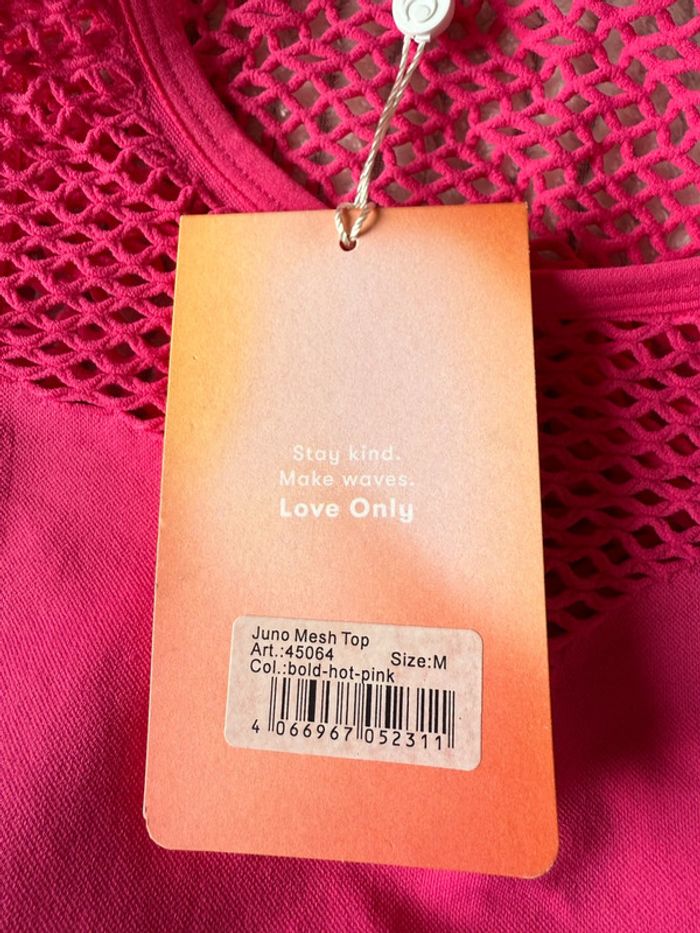 Stay kind.
Make waves.
Love Only
Juno Mesh Top
Art.:45064 Size:M
Col.:bold-hot-pink
4 066967 052311